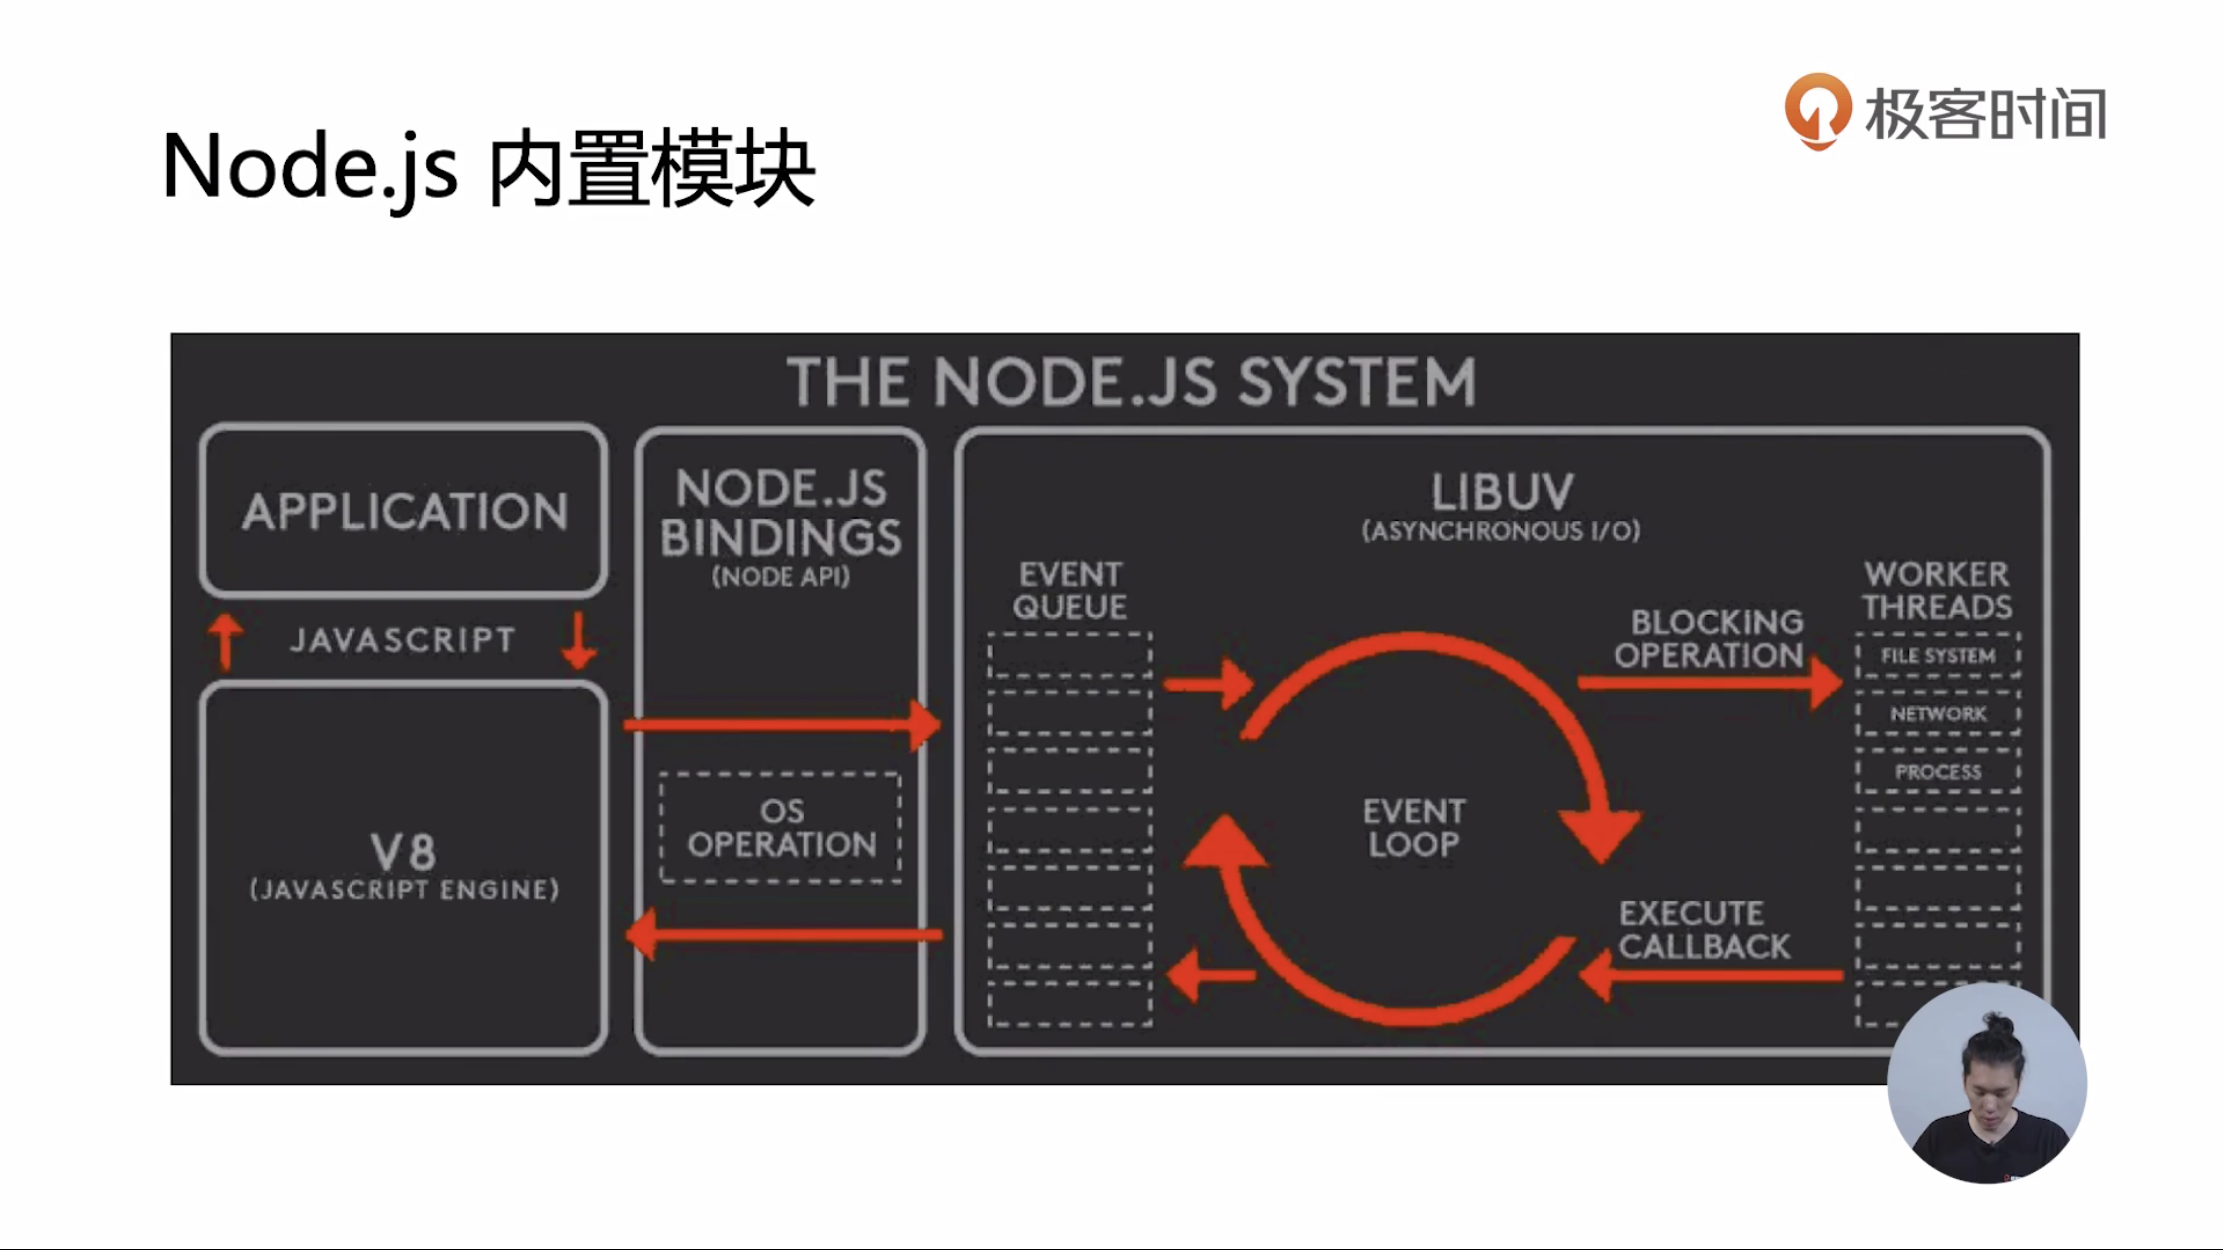 极客时间
Node.js 内置模块
THE NODE.JS SYSTEM
APPLICATION
JAVASCRIPT
V8
(JAVASCRIPT ENGINE)
NODE.JS
BINDINGS
(NODE API)
OS
OPERATION
LIBUV
(ASYNCHRONOUS I/O)
EVENT
QUEUE
EVENT
LOOP
BLOCKING
OPERATION
EXECUTE
CALLBACK
WORKER
THREADS
FILE SYSTEM
NETWORK
PROCESS